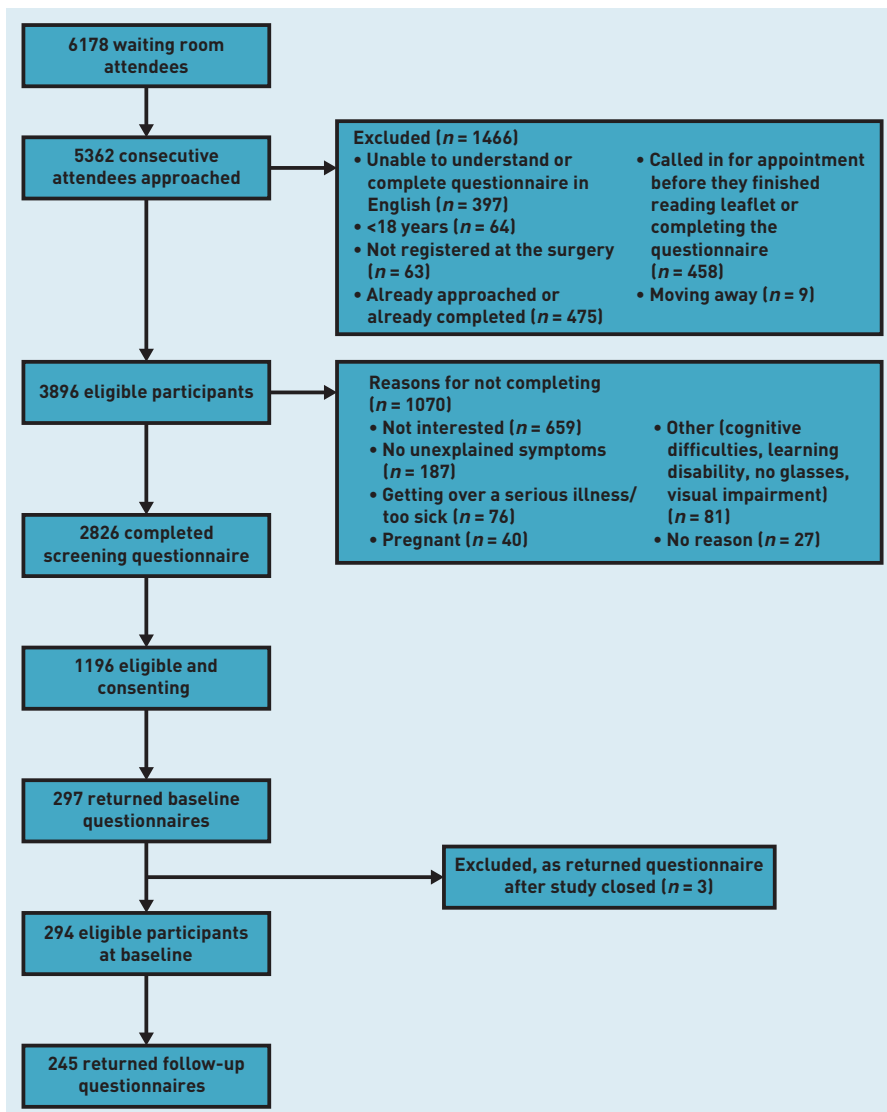 6178 waiting room
attendees
5362 consecutive
attendees approached
Excluded (n = 1466)
• Unable to understand or
complete questionnaire in
English (n = 397)
• <18 years (n = 64)
• Not registered at the surgery
(n = 63)
• Already approached or
already completed (n = 475)
• Called in for appointment
before they finished
reading leaflet or
completing the
questionnaire
(n = 458)
• Moving away (n = 9)
3896 eligible participants
Reasons for not completing
(n = 1070)
• Not interested (n = 659)
• No unexplained symptoms
(n = 187)
• Getting over a serious illness/
too sick (n = 76)
• Pregnant (n = 40)
• Other (cognitive
difficulties, learning
disability, no glasses,
visual impairment)
(n = 81)
• No reason (n = 27)
2826 completed
screening questionnaire
1196 eligible and
consenting
297 returned baseline
questionnaires
Excluded, as returned questionnaire
after study closed (n = 3)
294 eligible participants
at baseline
245 returned follow-up
questionnaires